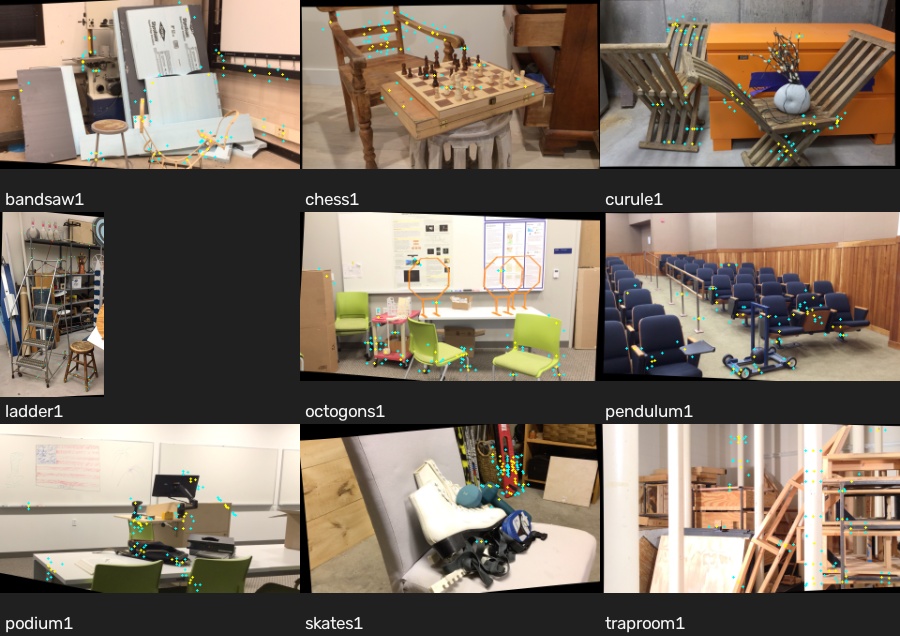 bandsaw1
chess1
curule1
ladder1
octogons1
pendulum1
podium1
skates1
traproom1